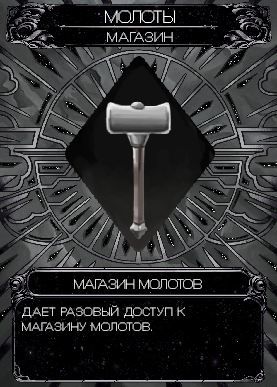 МОЛОТЫ
МАГАЗИН
МАГАЗИН МОЛОТОВ
ДАЕТ РАЗОВЫЙ ДОСТУП К
МАГАЗИНУ МОЛОТОВ.